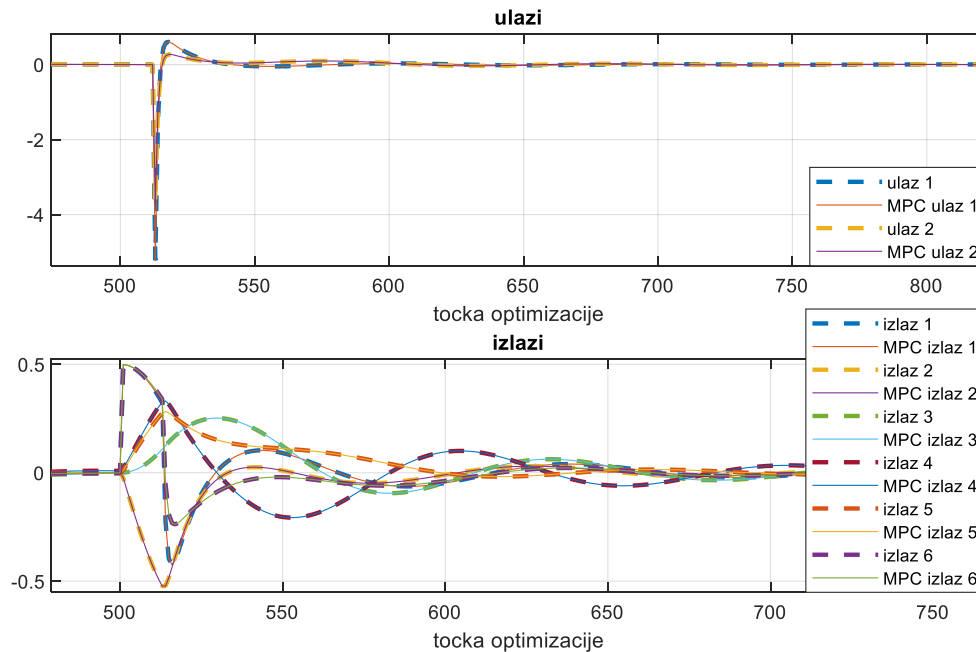 ulazi
0
-2
-4
500 550 600 650 700 750 800
tocka optimizacije
ulaz 1
MPC ulaz 1
ulaz 2
MPC ulaz 2
izlazi
0.5
0
-0.5
500 550 600 650 700 750
tocka optimizacije
izlaz 1
MPC izlaz 1
izlaz 2
MPC izlaz 2
izlaz 3
MPC izlaz 3
izlaz 4
MPC izlaz 4
izlaz 5
MPC izlaz 5
izlaz 6
MPC izlaz 6